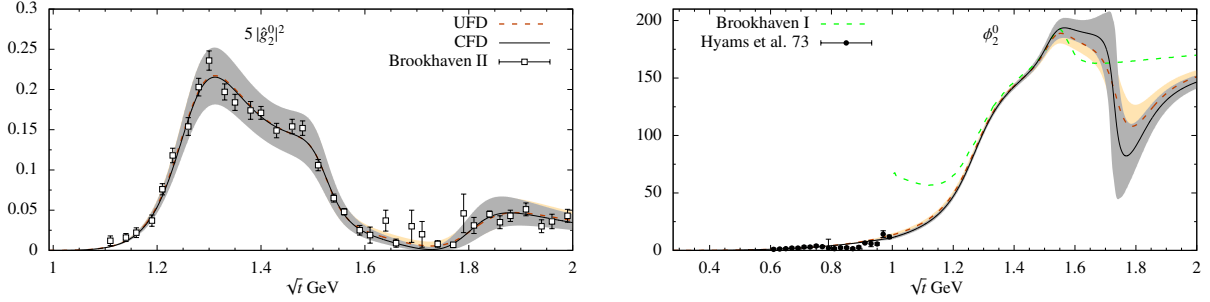 5 |ĝ₂⁰|²
UFD
CFD
Brookhaven II
0.3
0.25
0.2
0.15
0.1
0.05
0
1 1.2 1.4 1.6 1.8 2
√t GeV
Brookhaven I
Hyams et al. 73
ϕ₂⁰
200
150
100
50
0
0.4 0.6 0.8 1 1.2 1.4 1.6 1.8 2
√t GeV